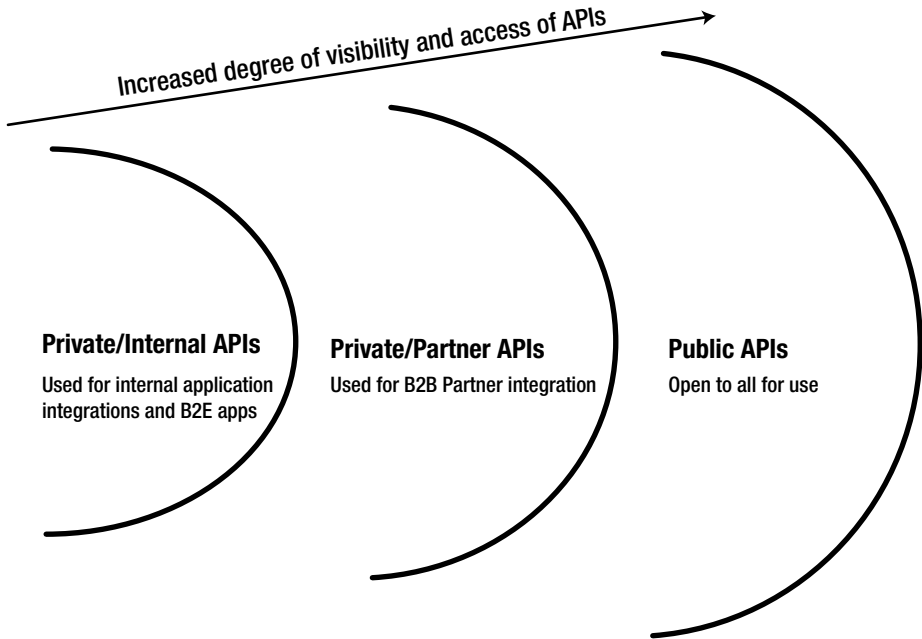 Increased degree of visibility and access of APIs
Private/Internal APIs
Used for internal application
integrations and B2E apps
Private/Partner APIs
Used for B2B Partner integration
Public APIs
Open to all for use